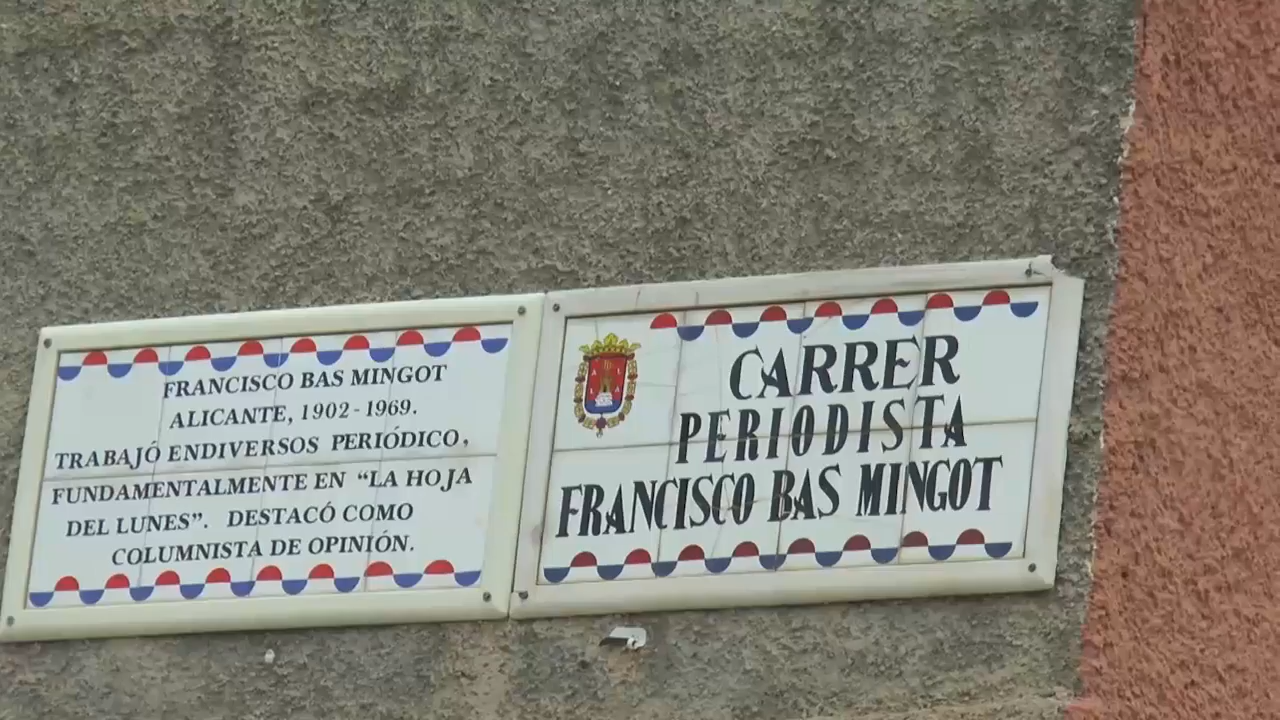 FRANCISCO BAS MINGOT
ALICANTE, 1902-1969.
TRABAJÓ ENDIVERSOS PERIÓDICO,
FUNDAMENTALMENTE EN "LA HOJA
DEL LUNES". DESTACÓ COMO
COLUMNISTA DE OPINIÓN.
CARRER
PERIODISTA
FRANCISCO BAS MINGOT